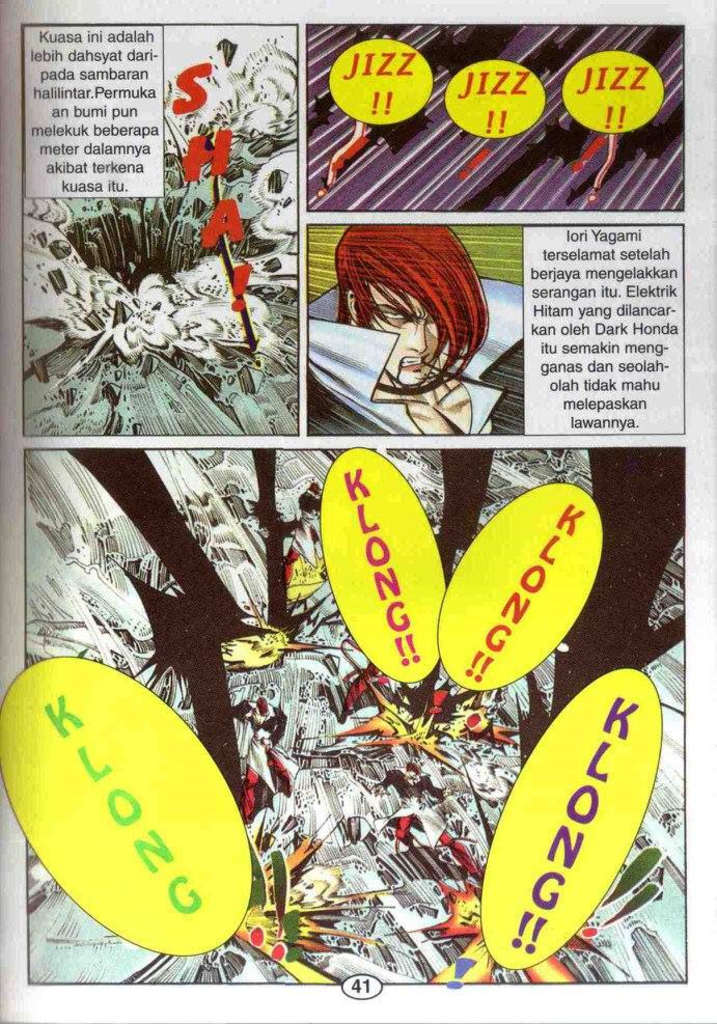 Kuasa ini adalah
lebih dahsyat dari-
pada sambaran
halilintar.Permuka
an bumi pun
melekuk beberapa
meter dalamnya
akibat terkena
kuasa itu.
SHA!
JIZZ
!!
JIZZ
!!
JIZZ
!!
Iori Yagami
terselamat setelah
berjaya mengelakkan
serangan itu. Elektrik
Hitam yang dilancar-
kan oleh Dark Honda
itu semakin meng-
ganas dan seolah-
olah tidak mahu
melepaskan
lawannya.
KLONG!!
KLONG!!
KLONG
KLONG!!
!
41